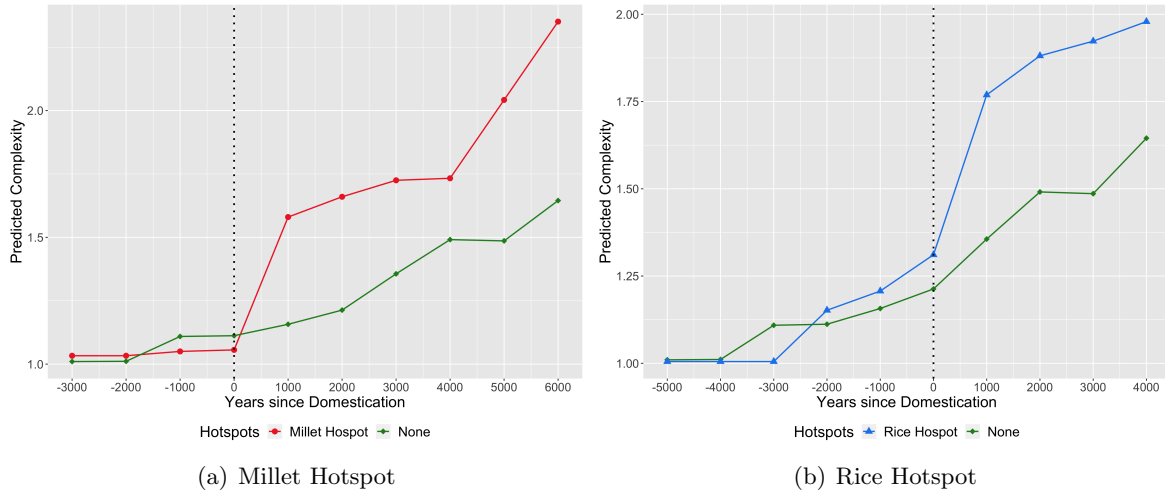 Predicted Complexity
2.0
1.5
1.0
-3000 -2000 -1000 0 1000 2000 3000 4000 5000 6000
Years since Domestication
Hotspots Millet Hospot None
(a) Millet Hotspot
Predicted Complexity
2.00
1.75
1.50
1.25
1.00
-5000 -4000 -3000 -2000 -1000 0 1000 2000 3000 4000
Years since Domestication
Hotspots Rice Hospot None
(b) Rice Hotspot